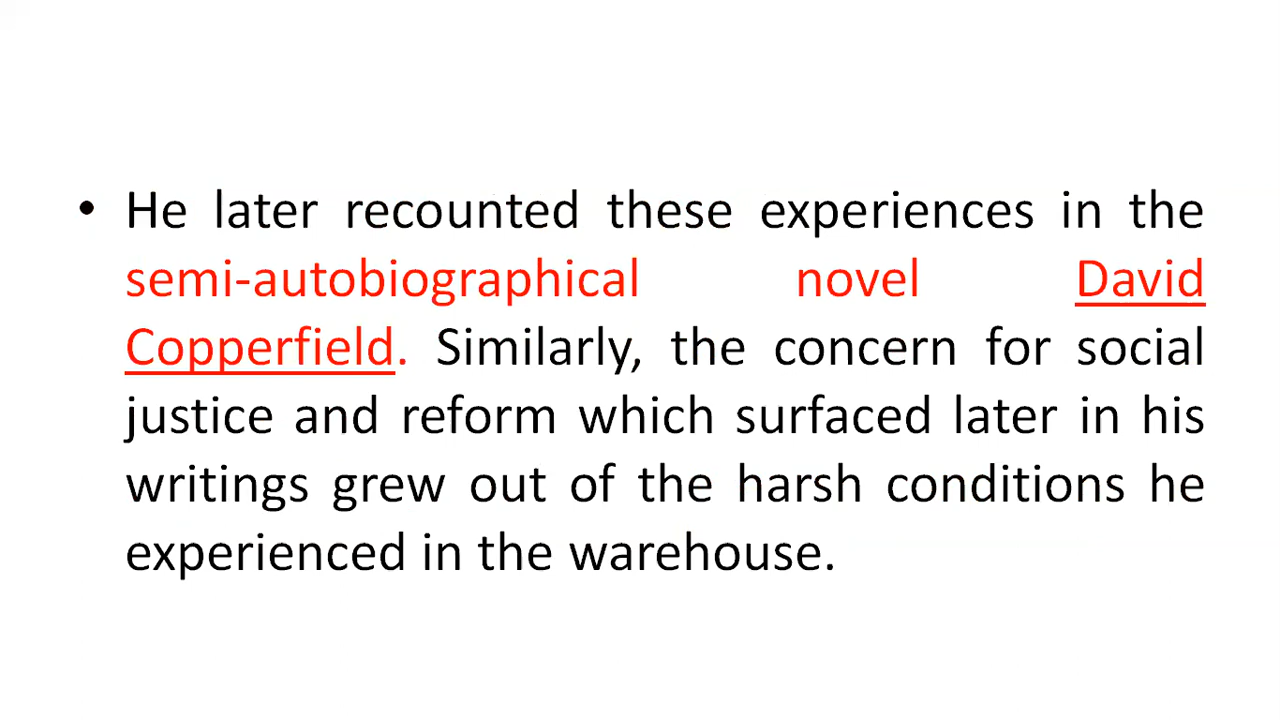 • He later recounted these experiences in the
semi-autobiographical novel David
Copperfield. Similarly, the concern for social
justice and reform which surfaced later in his
writings grew out of the harsh conditions he
experienced in the warehouse.